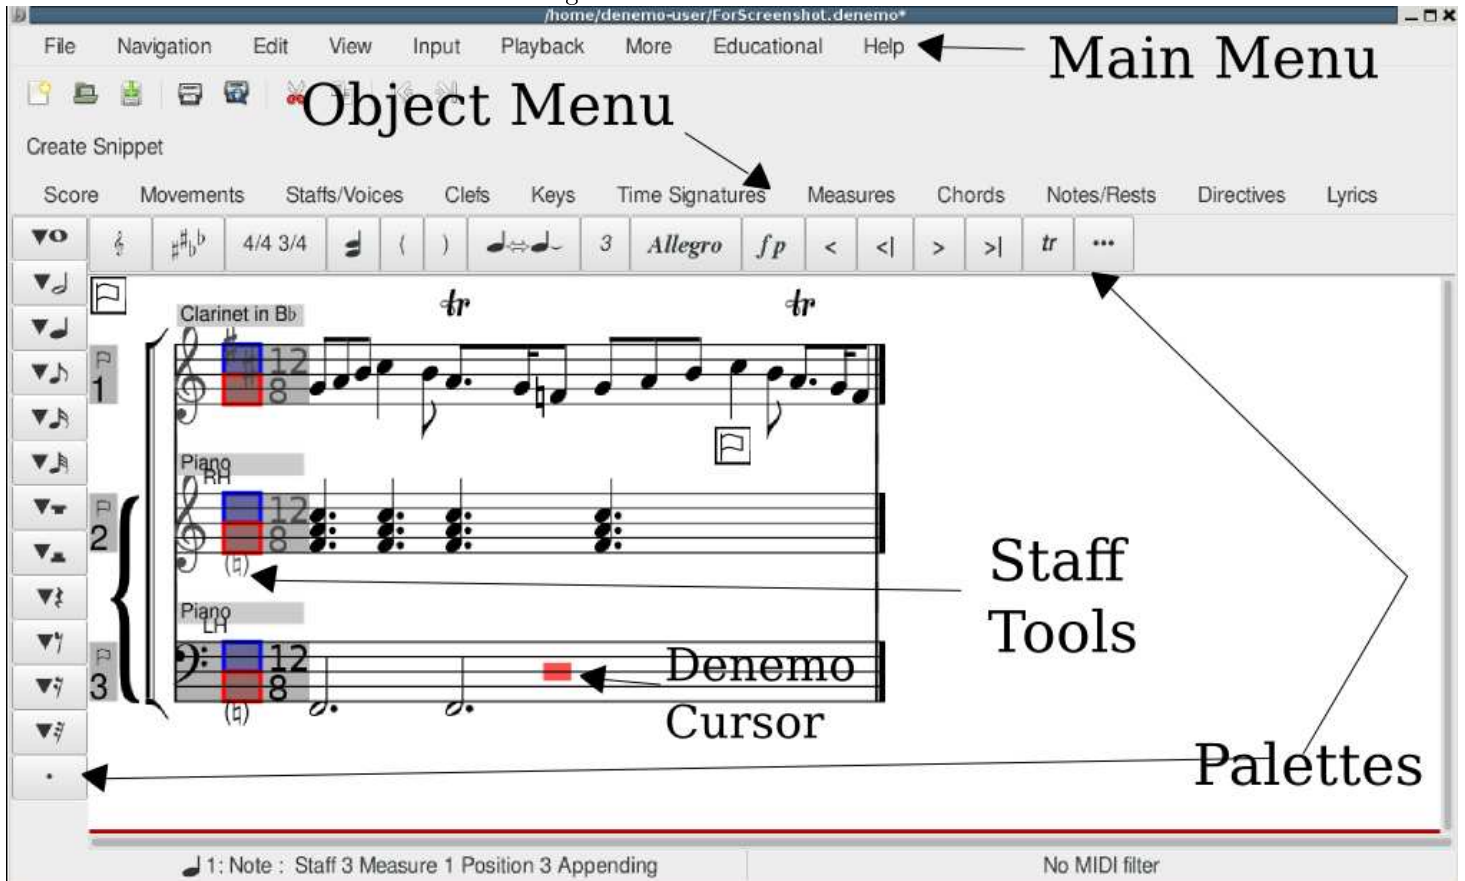 /home/denemo-user/ForScreenshot.denemo*
File Navigation Edit View Input Playback More Educational Help
Main Menu
Object Menu
Create Snippet
Score Movements Staffs/Voices Clefs Keys Time Signatures Measures Chords Notes/Rests Directives Lyrics
4/4 3/4 ( ) 3 Allegro fp < <| > >| tr ...
tr tr
Clarinet in B♭
1
12
8
Piano
RH
2
12
8
(♮)
Staff
Tools
Piano
LH
3
12
8
(♮)
Denemo
Cursor
Palettes
1: Note : Staff 3 Measure 1 Position 3 Appending
No MIDI filter